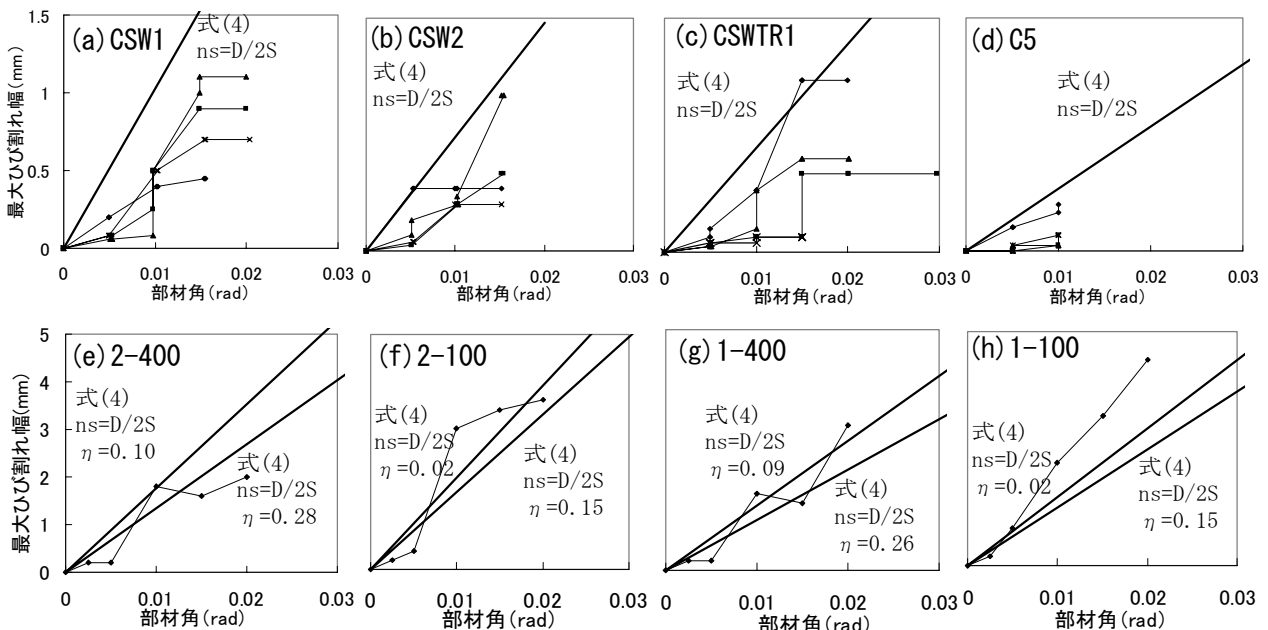 1.5
1
0.5
0
最大ひび割れ幅(mm)
(a) CSW1
式(4)
ns=D/2S
0 0.01 0.02 0.03
部材角(rad)
(b) CSW2
式(4)
ns=D/2S
0 0.01 0.02 0.03
部材角(rad)
(c) CSWTR1
式(4)
ns=D/2S
0 0.01 0.02 0.03
部材角(rad)
(d) C5
式(4)
ns=D/2S
0 0.01 0.02 0.03
部材角(rad)
5
4
3
2
1
0
最大ひび割れ幅(mm)
(e) 2-400
式(4)
ns=D/2S
η=0.10
式(4)
ns=D/2S
η=0.28
0 0.01 0.02 0.03
部材角(rad)
(f) 2-100
式(4)
ns=D/2S
η=0.02
式(4)
ns=D/2S
η=0.15
0 0.01 0.02 0.03
部材角(rad)
(g) 1-400
式(4)
ns=D/2S
η=0.09
式(4)
ns=D/2S
η=0.26
0 0.01 0.02 0.03
部材角(rad)
(h) 1-100
式(4)
ns=D/2S
η=0.02
式(4)
ns=D/2S
η=0.15
0 0.01 0.02 0.03
部材角(rad)